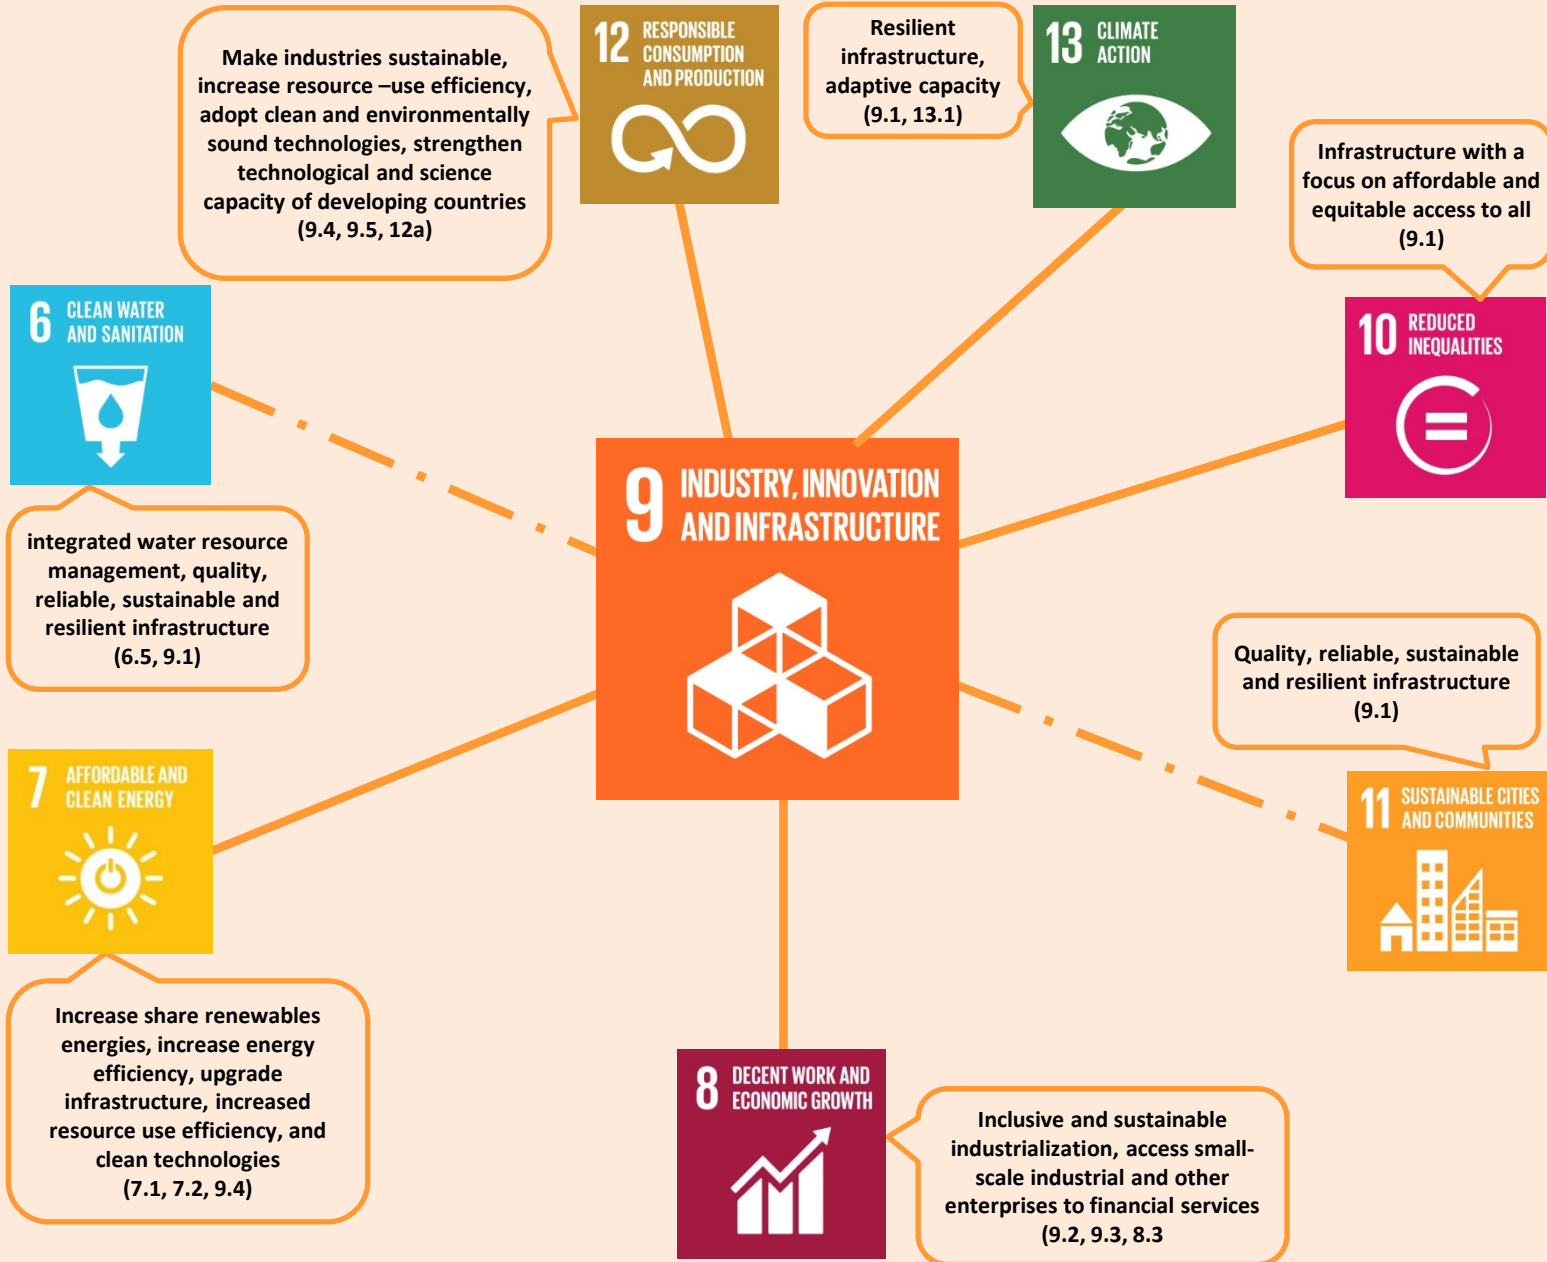 Make industries sustainable,
increase resource –use efficiency,
adopt clean and environmentally
sound technologies, strengthen
technological and science
capacity of developing countries
(9.4, 9.5, 12a)
12 RESPONSIBLE
CONSUMPTION
AND PRODUCTION
Resilient
infrastructure,
adaptive capacity
(9.1, 13.1)
13 CLIMATE
ACTION
Infrastructure with a
focus on affordable and
equitable access to all
(9.1)
6 CLEAN WATER
AND SANITATION
10 REDUCED
INEQUALITIES
9 INDUSTRY, INNOVATION
AND INFRASTRUCTURE
integrated water resource
management, quality,
reliable, sustainable and
resilient infrastructure
(6.5, 9.1)
Quality, reliable, sustainable
and resilient infrastructure
(9.1)
7 AFFORDABLE AND
CLEAN ENERGY
11 SUSTAINABLE CITIES
AND COMMUNITIES
Increase share renewables
energies, increase energy
efficiency, upgrade
infrastructure, increased
resource use efficiency, and
clean technologies
(7.1, 7.2, 9.4)
8 DECENT WORK AND
ECONOMIC GROWTH
Inclusive and sustainable
industrialization, access small-
scale industrial and other
enterprises to financial services
(9.2, 9.3, 8.3